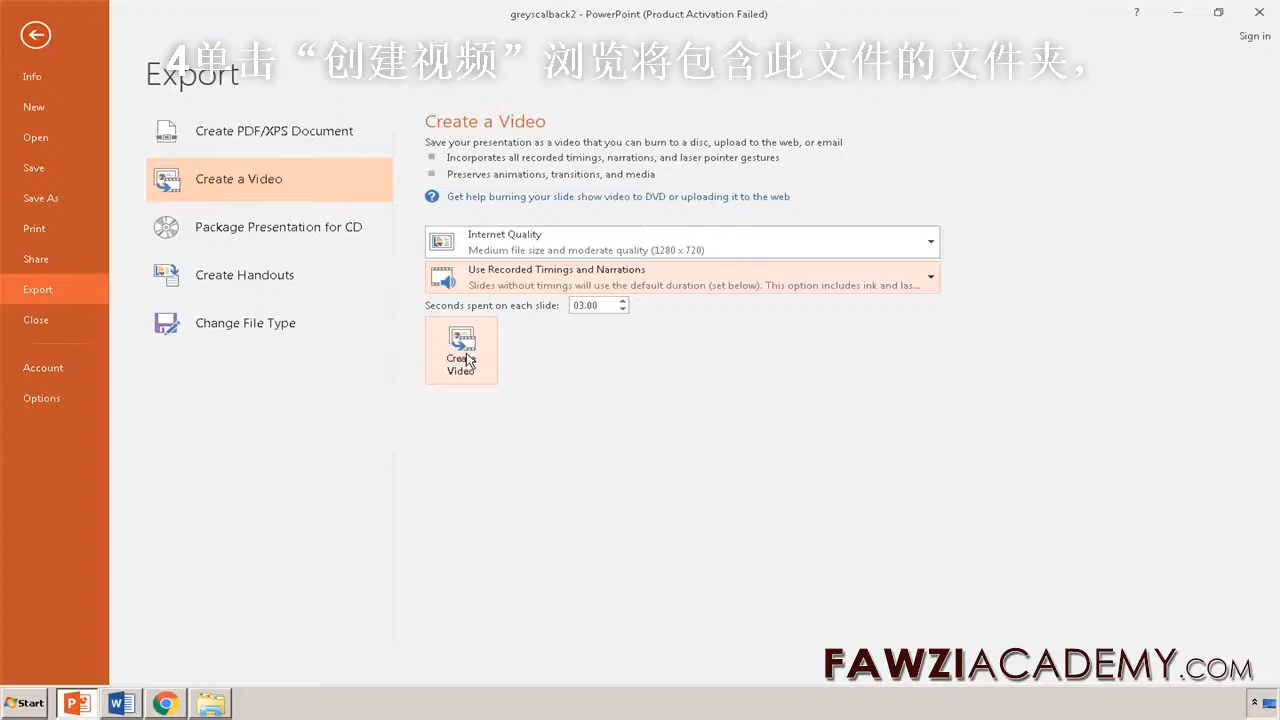 greyscalback2 - PowerPoint (Product Activation Failed)
?
Sign in
4单击“创建视频”浏览将包含此文件的文件夹，
Export
Info
New
Open
Save
Save As
Print
Share
Export
Close
Account
Options
Create PDF/XPS Document
Create a Video
Package Presentation for CD
Create Handouts
Change File Type
Create a Video
Save your presentation as a video that you can burn to a disc, upload to the web, or email
Incorporates all recorded timings, narrations, and laser pointer gestures
Preserves animations, transitions, and media
? Get help burning your slide show video to DVD or uploading it to the web
Internet Quality
Medium file size and moderate quality (1280 x 720)
Use Recorded Timings and Narrations
Slides without timings will use the default duration (set below). This option includes ink and las...
Seconds spent on each slide: 03.00
Create
Video
FAWZIACADEMY.COM
Start